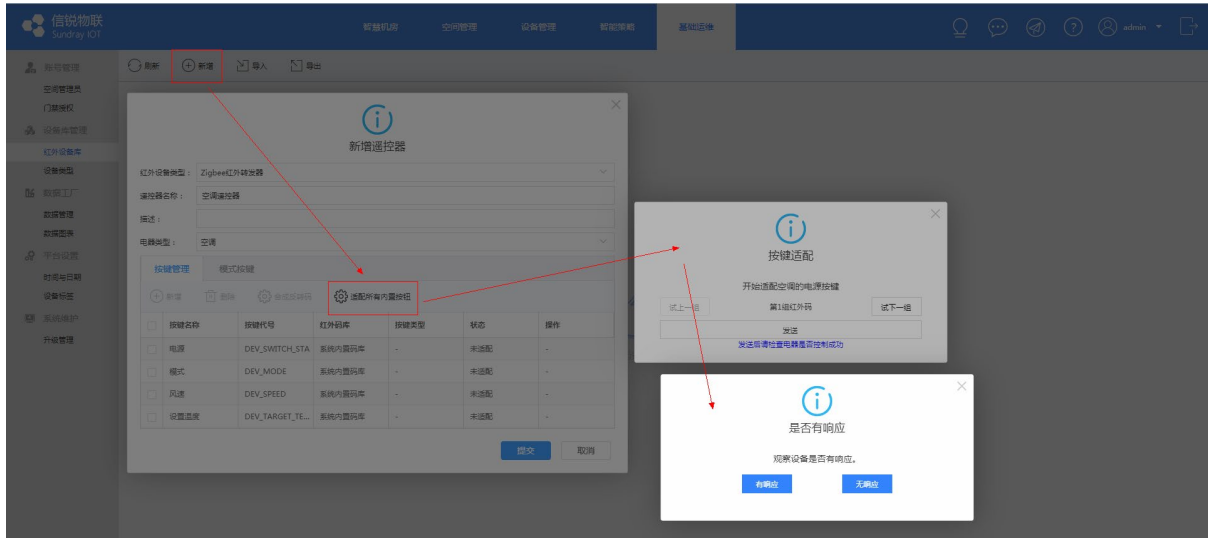 信锐物联
Sundray IOT
智慧机房 空间管理 设备管理 智能策略 基础运维
admin
账号管理
空间管理员
门禁授权
设备库管理
红外设备库
设备类型
数据工厂
数据管理
数据图表
平台设置
时间与日期
设备标签
系统维护
升级管理
刷新 新增 导入 导出
新增遥控器
红外设备类型： Zigbee红外转发器
遥控器名称： 空调遥控器
描述：
电器类型： 空调
按键管理 模式按键
新增 删除 适配所有内置按钮
按键名称 按键代号 红外码库 按键类型 状态 操作
电源 DEV_SWITCH_STA 系统内置码库 - 未适配 -
模式 DEV_MODE 系统内置码库 - 未适配 -
风速 DEV_SPEED 系统内置码库 - 未适配 -
设置温度 DEV_TARGET_TE... 系统内置码库 - 未适配 -
提交 取消
按键适配
开始适配空调的电源按键
试上一组 第1组红外码 试下一组
发送
发送后请检查电器是否控制成功
是否有响应
观察设备是否有响应。
有响应 无响应